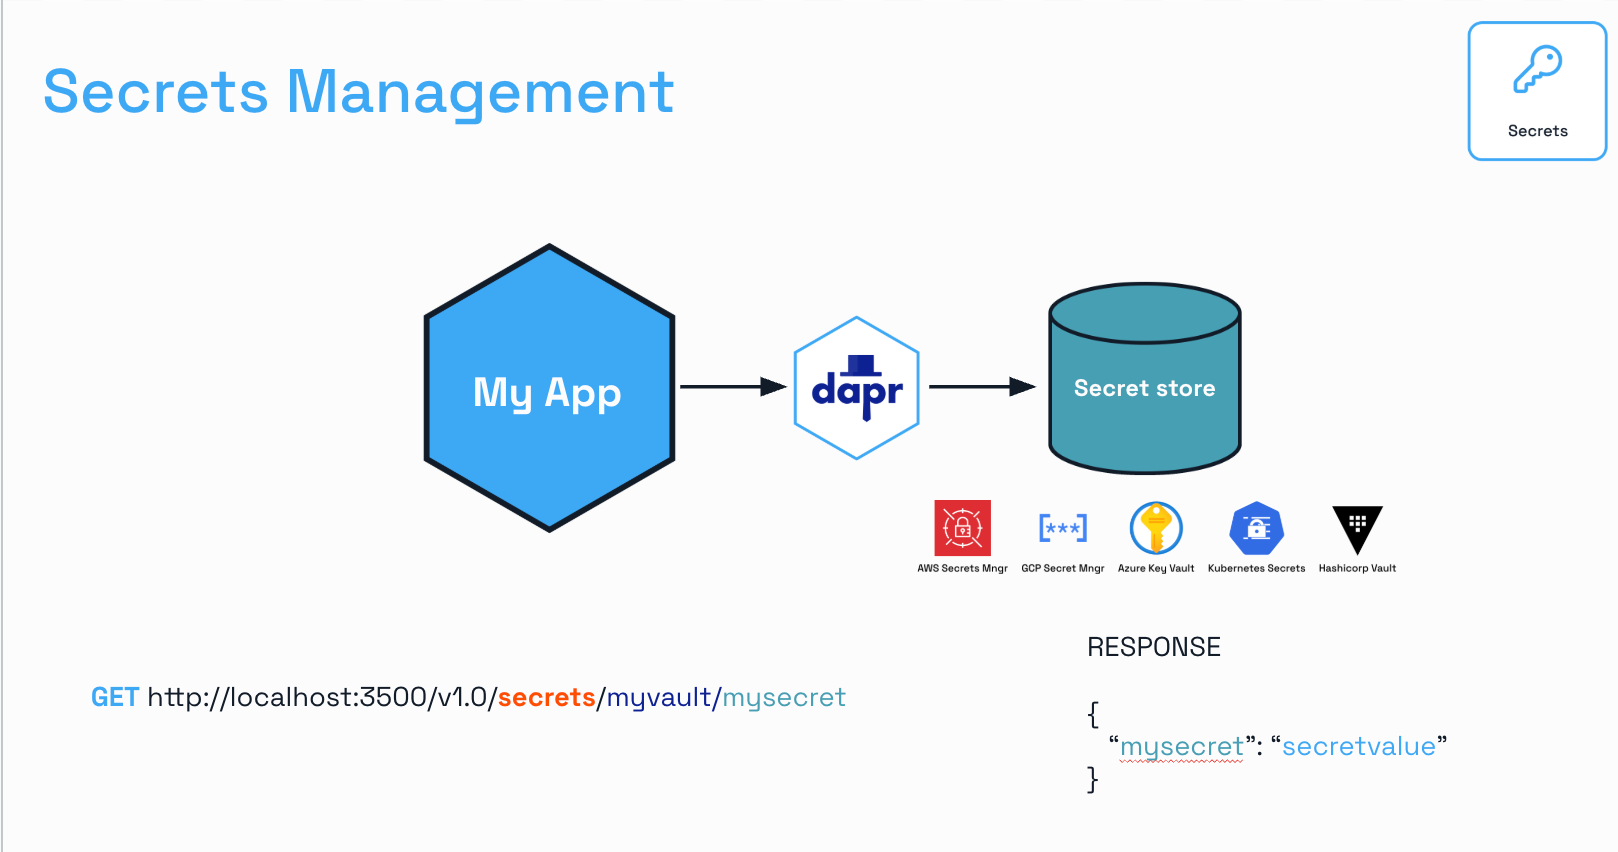 Secrets Management
Secrets
My App
dapr
Secret store
AWS Secrets Mngr
GCP Secret Mngr
Azure Key Vault
Kubernetes Secrets
Hashicorp Vault
GET http://localhost:3500/v1.0/secrets/myvault/mysecret
RESPONSE
{
“mysecret”: “secretvalue”
}